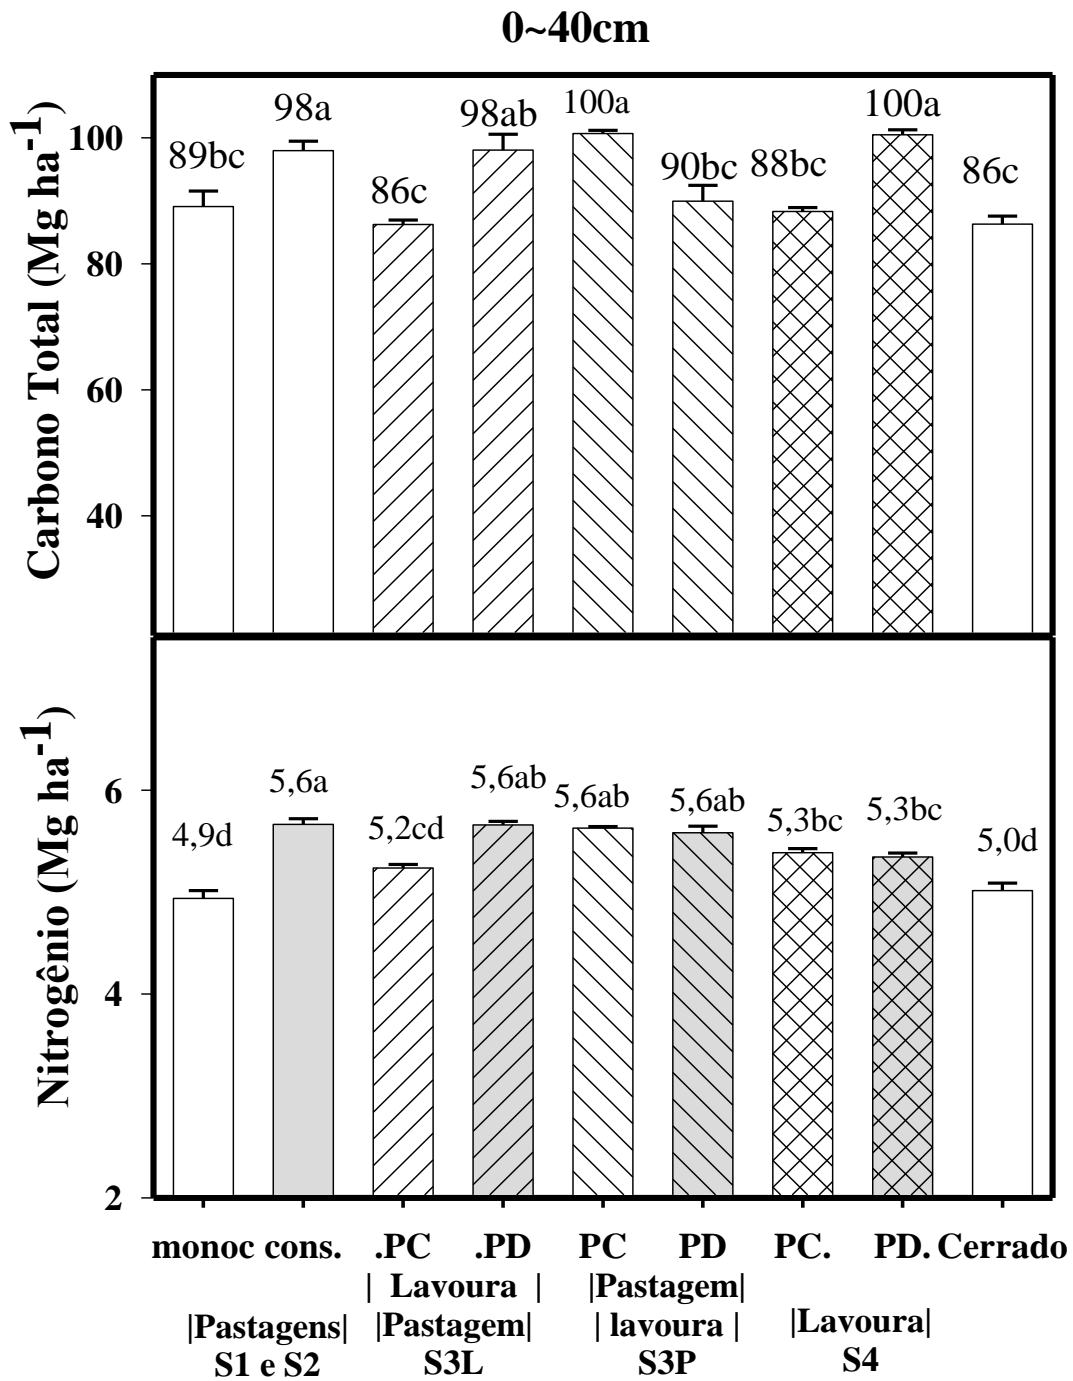 0~40cm
Carbono Total (Mg ha-1)
100
80
60
40
89bc
98a
86c
98ab
100a
90bc
88bc
100a
86c
Nitrogênio (Mg ha-1)
6
4
2
4,9d
5,6a
5,2cd
5,6ab
5,6ab
5,6ab
5,3bc
5,3bc
5,0d
monoc cons. .PC .PD PC PD PC. PD. Cerrado
| Lavoura | |Pastagem|
|Pastagens| |Pastagem| | lavoura | |Lavoura|
S1 e S2 S3L S3P S4